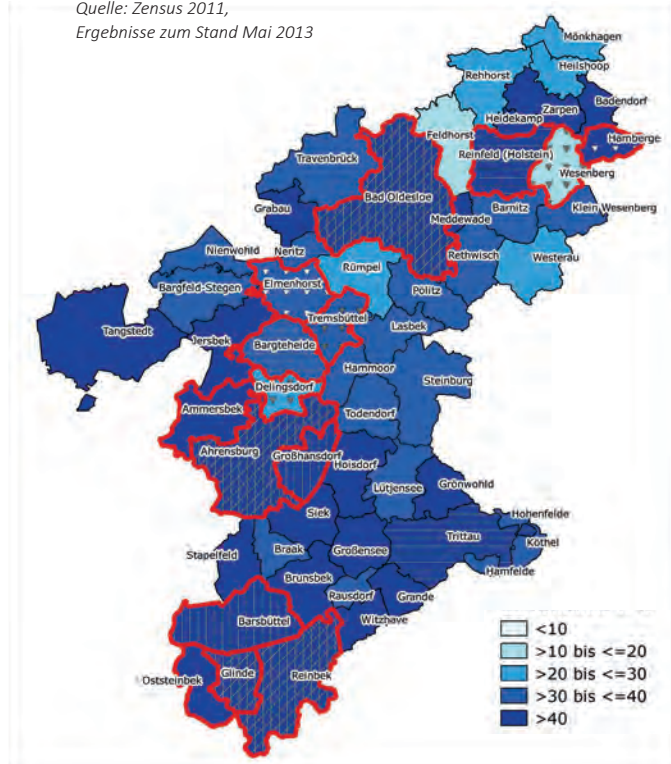 Quelle: Zensus 2011,
Ergebnisse zum Stand Mai 2013
Mönkhagen
Heilshoop
Rehhorst
Badendorf
Zarpen
Heidekamp
Feldhorst
Hamberge
Reinfeld (Holstein)
Travenbrück
Wesenberg
Bad Oldesloe
Grabau
Barnitz
Klein Wesenberg
Meddewade
Nienwohld
Neritz
Rethwisch
Westerau
Rümpel
Elmenhorst
Bargfeld-Stegen
Pölitz
Tremsbüttel
Lasbek
Tangstedt
Jersbek
Bargteheide
Hammoor
Steinburg
Delingsdorf
Ammersbek
Todendorf
Ahrensburg
Großhansdorf
Hoisdorf
Grönwohld
Lütjensee
Siek
Hohenfelde
Trittau
Köthel
Stapelfeld
Braak
Großensee
Hamfelde
Brunsbek
Rausdorf
Grande
Barsbüttel
Witzhave
Oststeinbek
Glinde
Reinbek
<10
>10 bis <=20
>20 bis <=30
>30 bis <=40
>40